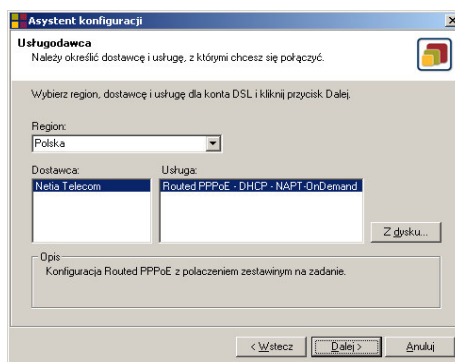 Asystent konfiguracji
Usługodawca
Należy określić dostawcę i usługę, z którymi chcesz się połączyć.
Wybierz region, dostawcę i usługę dla konta DSL i kliknij przycisk Dalej.
Region:
Polska
Dostawca:
Usługa:
Netia Telecom
Routed PPPoE - DHCP - NAPT-OnDemand
Z dysku...
Opis
Konfiguracja Routed PPPoE z polaczeniem zestawinym na zadanie.
< Wstecz
Dalej >
Anuluj